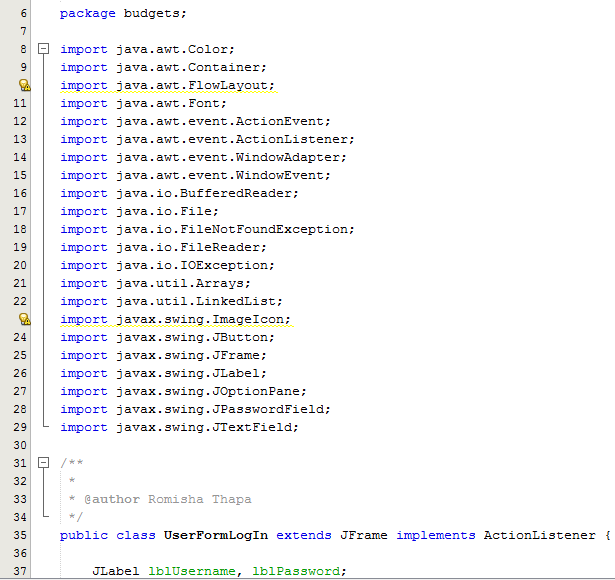 6 package budgets;
7
8 import java.awt.Color;
9 import java.awt.Container;
import java.awt.FlowLayout;
11 import java.awt.Font;
12 import java.awt.event.ActionEvent;
13 import java.awt.event.ActionListener;
14 import java.awt.event.WindowAdapter;
15 import java.awt.event.WindowEvent;
16 import java.io.BufferedReader;
17 import java.io.File;
18 import java.io.FileNotFoundException;
19 import java.io.FileReader;
20 import java.io.IOException;
21 import java.util.Arrays;
22 import java.util.LinkedList;
import javax.swing.ImageIcon;
24 import javax.swing.JButton;
25 import javax.swing.JFrame;
26 import javax.swing.JLabel;
27 import javax.swing.JOptionPane;
28 import javax.swing.JPasswordField;
29 import javax.swing.JTextField;
30
31 /**
32 *
33 * @author Romisha Thapa
34 */
35 public class UserFormLogIn extends JFrame implements ActionListener {
36
37 JLabel lblUsername, lblPassword;